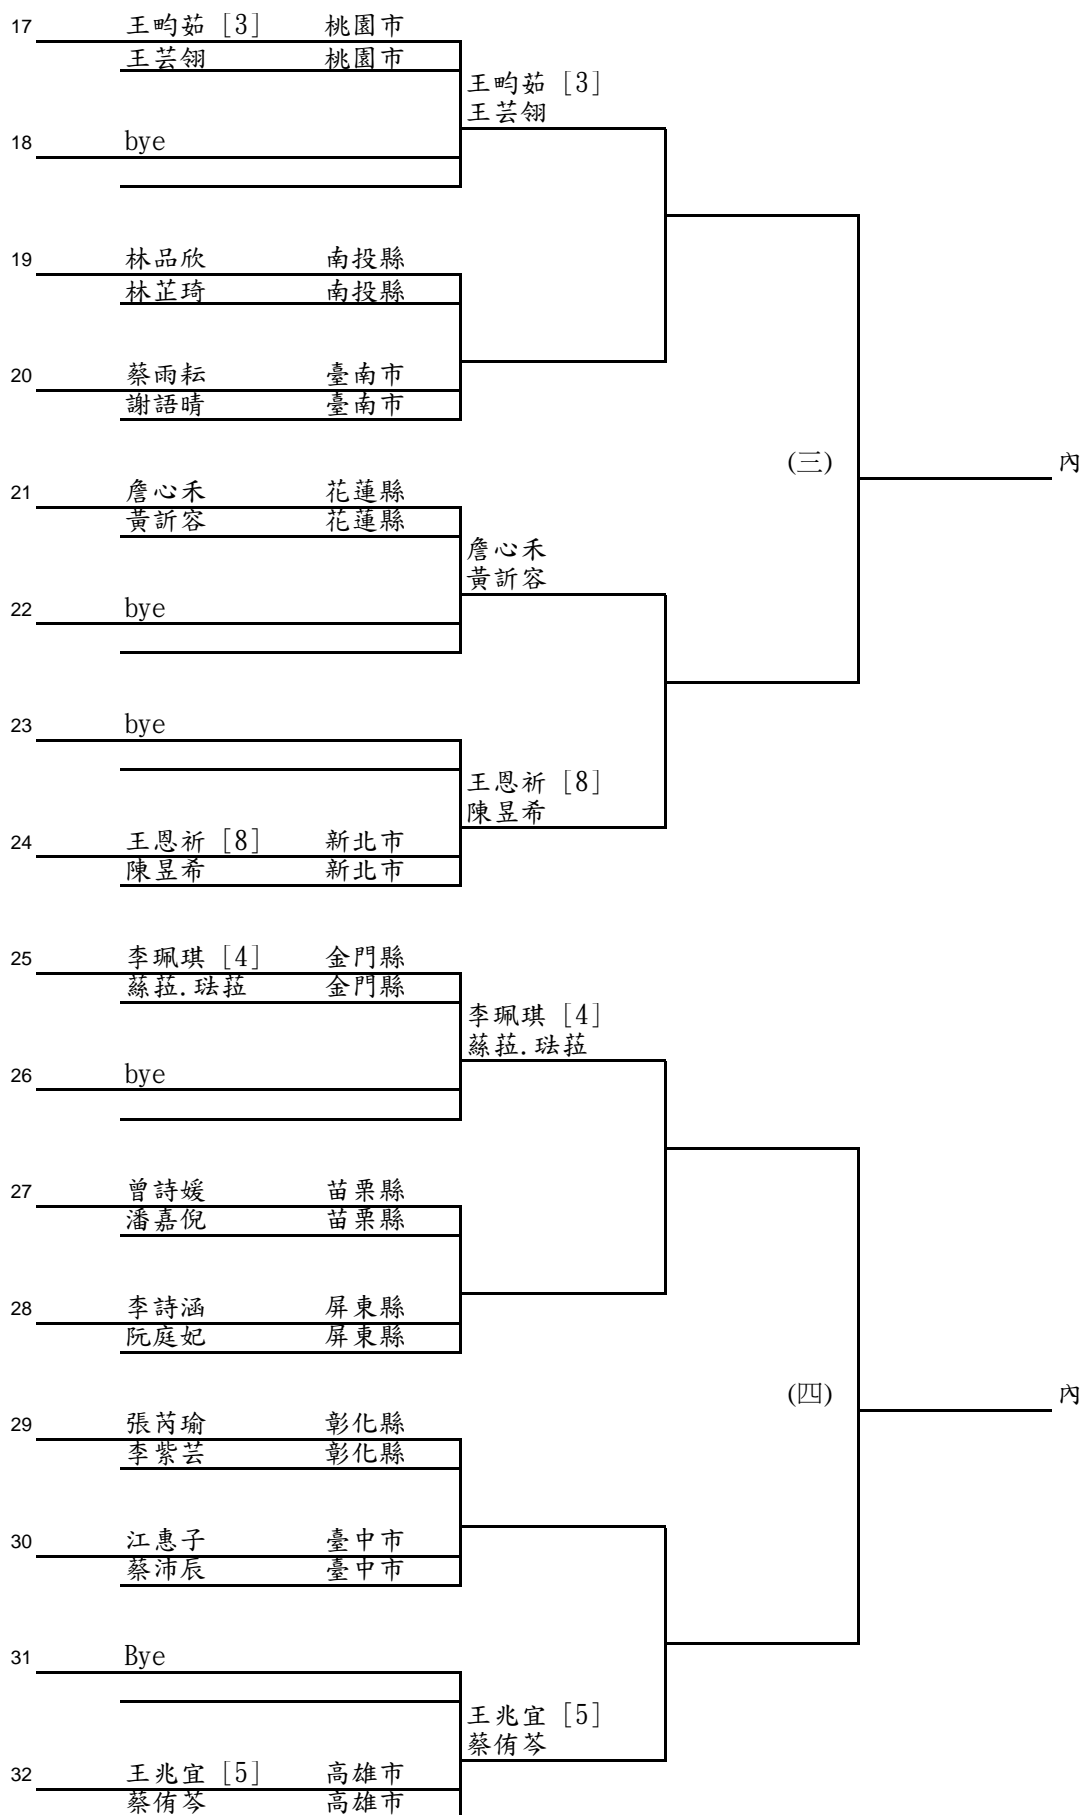 17 王畇茹 [3] 桃園市
王芸翎 桃園市
王畇茹 [3]
王芸翎
18 bye
19 林品欣 南投縣
林芷琦 南投縣
20 蔡雨耘 臺南市
謝語晴 臺南市
(三) 內
21 詹心禾 花蓮縣
黃訢容 花蓮縣
詹心禾
黃訢容
22 bye
23 bye
王恩祈 [8]
陳昱希
24 王恩祈 [8] 新北市
陳昱希 新北市
25 李珮琪 [4] 金門縣
蕬菈.琺菈 金門縣
李珮琪 [4]
蕬菈.琺菈
26 bye
27 曾詩媛 苗栗縣
潘嘉倪 苗栗縣
28 李詩涵 屏東縣
阮庭妃 屏東縣
(四) 內
29 張芮瑜 彰化縣
李紫芸 彰化縣
30 江惠子 臺中市
蔡沛辰 臺中市
31 Bye
王兆宜 [5]
蔡侑芩
32 王兆宜 [5] 高雄市
蔡侑芩 高雄市